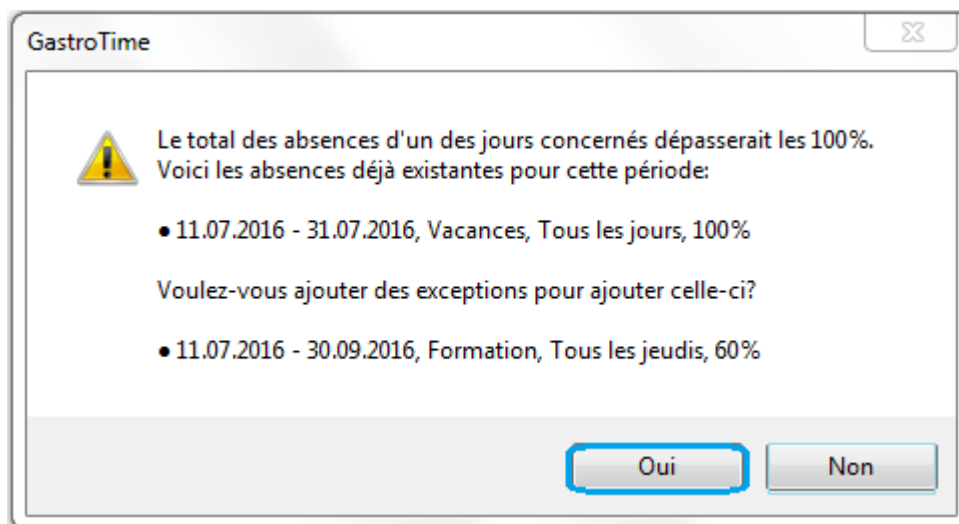 GastroTime
Le total des absences d'un des jours concernés dépasserait les 100%.
Voici les absences déjà existantes pour cette période:
● 11.07.2016 - 31.07.2016, Vacances, Tous les jours, 100%
Voulez-vous ajouter des exceptions pour ajouter celle-ci?
● 11.07.2016 - 30.09.2016, Formation, Tous les jeudis, 60%
Oui
Non